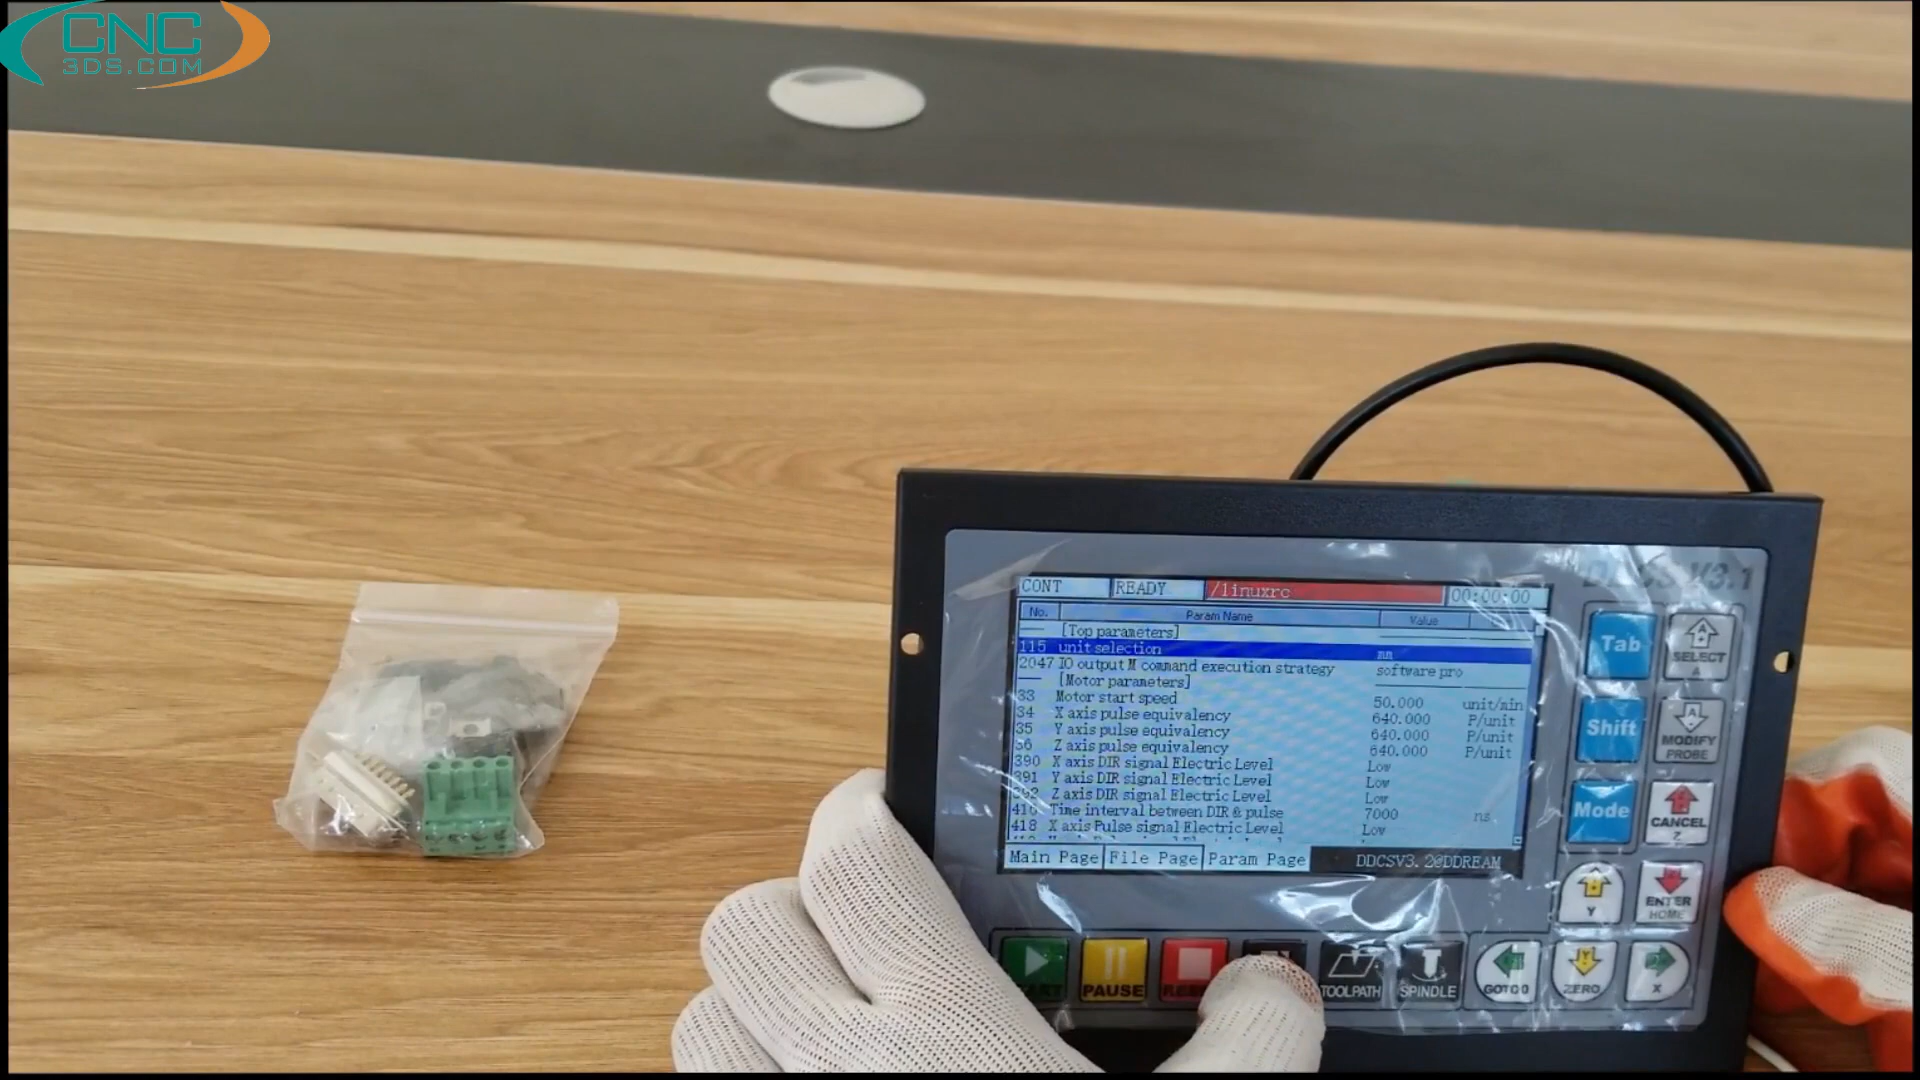 CNC
3DS.COM
DDCS V3.1
CONT READY /linuxrc 00:00:00
No. Param Name Value
[Top parameters]
115 unit selection mm
2047 IO output M command execution strategy software pro
[Motor parameters]
33 Motor start speed 50.000 unit/min
34 X axis pulse equivalency 640.000 P/unit
35 Y axis pulse equivalency 640.000 P/unit
36 Z axis pulse equivalency 640.000 P/unit
390 X axis DIR signal Electric Level Low
391 Y axis DIR signal Electric Level Low
392 Z axis DIR signal Electric Level Low
416 Time interval between DIR & pulse 7000 ns
418 X axis Pulse signal Electric Level Low
Main Page File Page Param Page DDCSV3.2@DDREAM
Tab
A+
SELECT
A
Shift
A-
MODIFY
PROBE
Mode
CANCEL
Z
Y
ENTER
HOME
PAUSE
TOOLPATH
SPINDLE
GOTO 0
Y-
ZERO
X